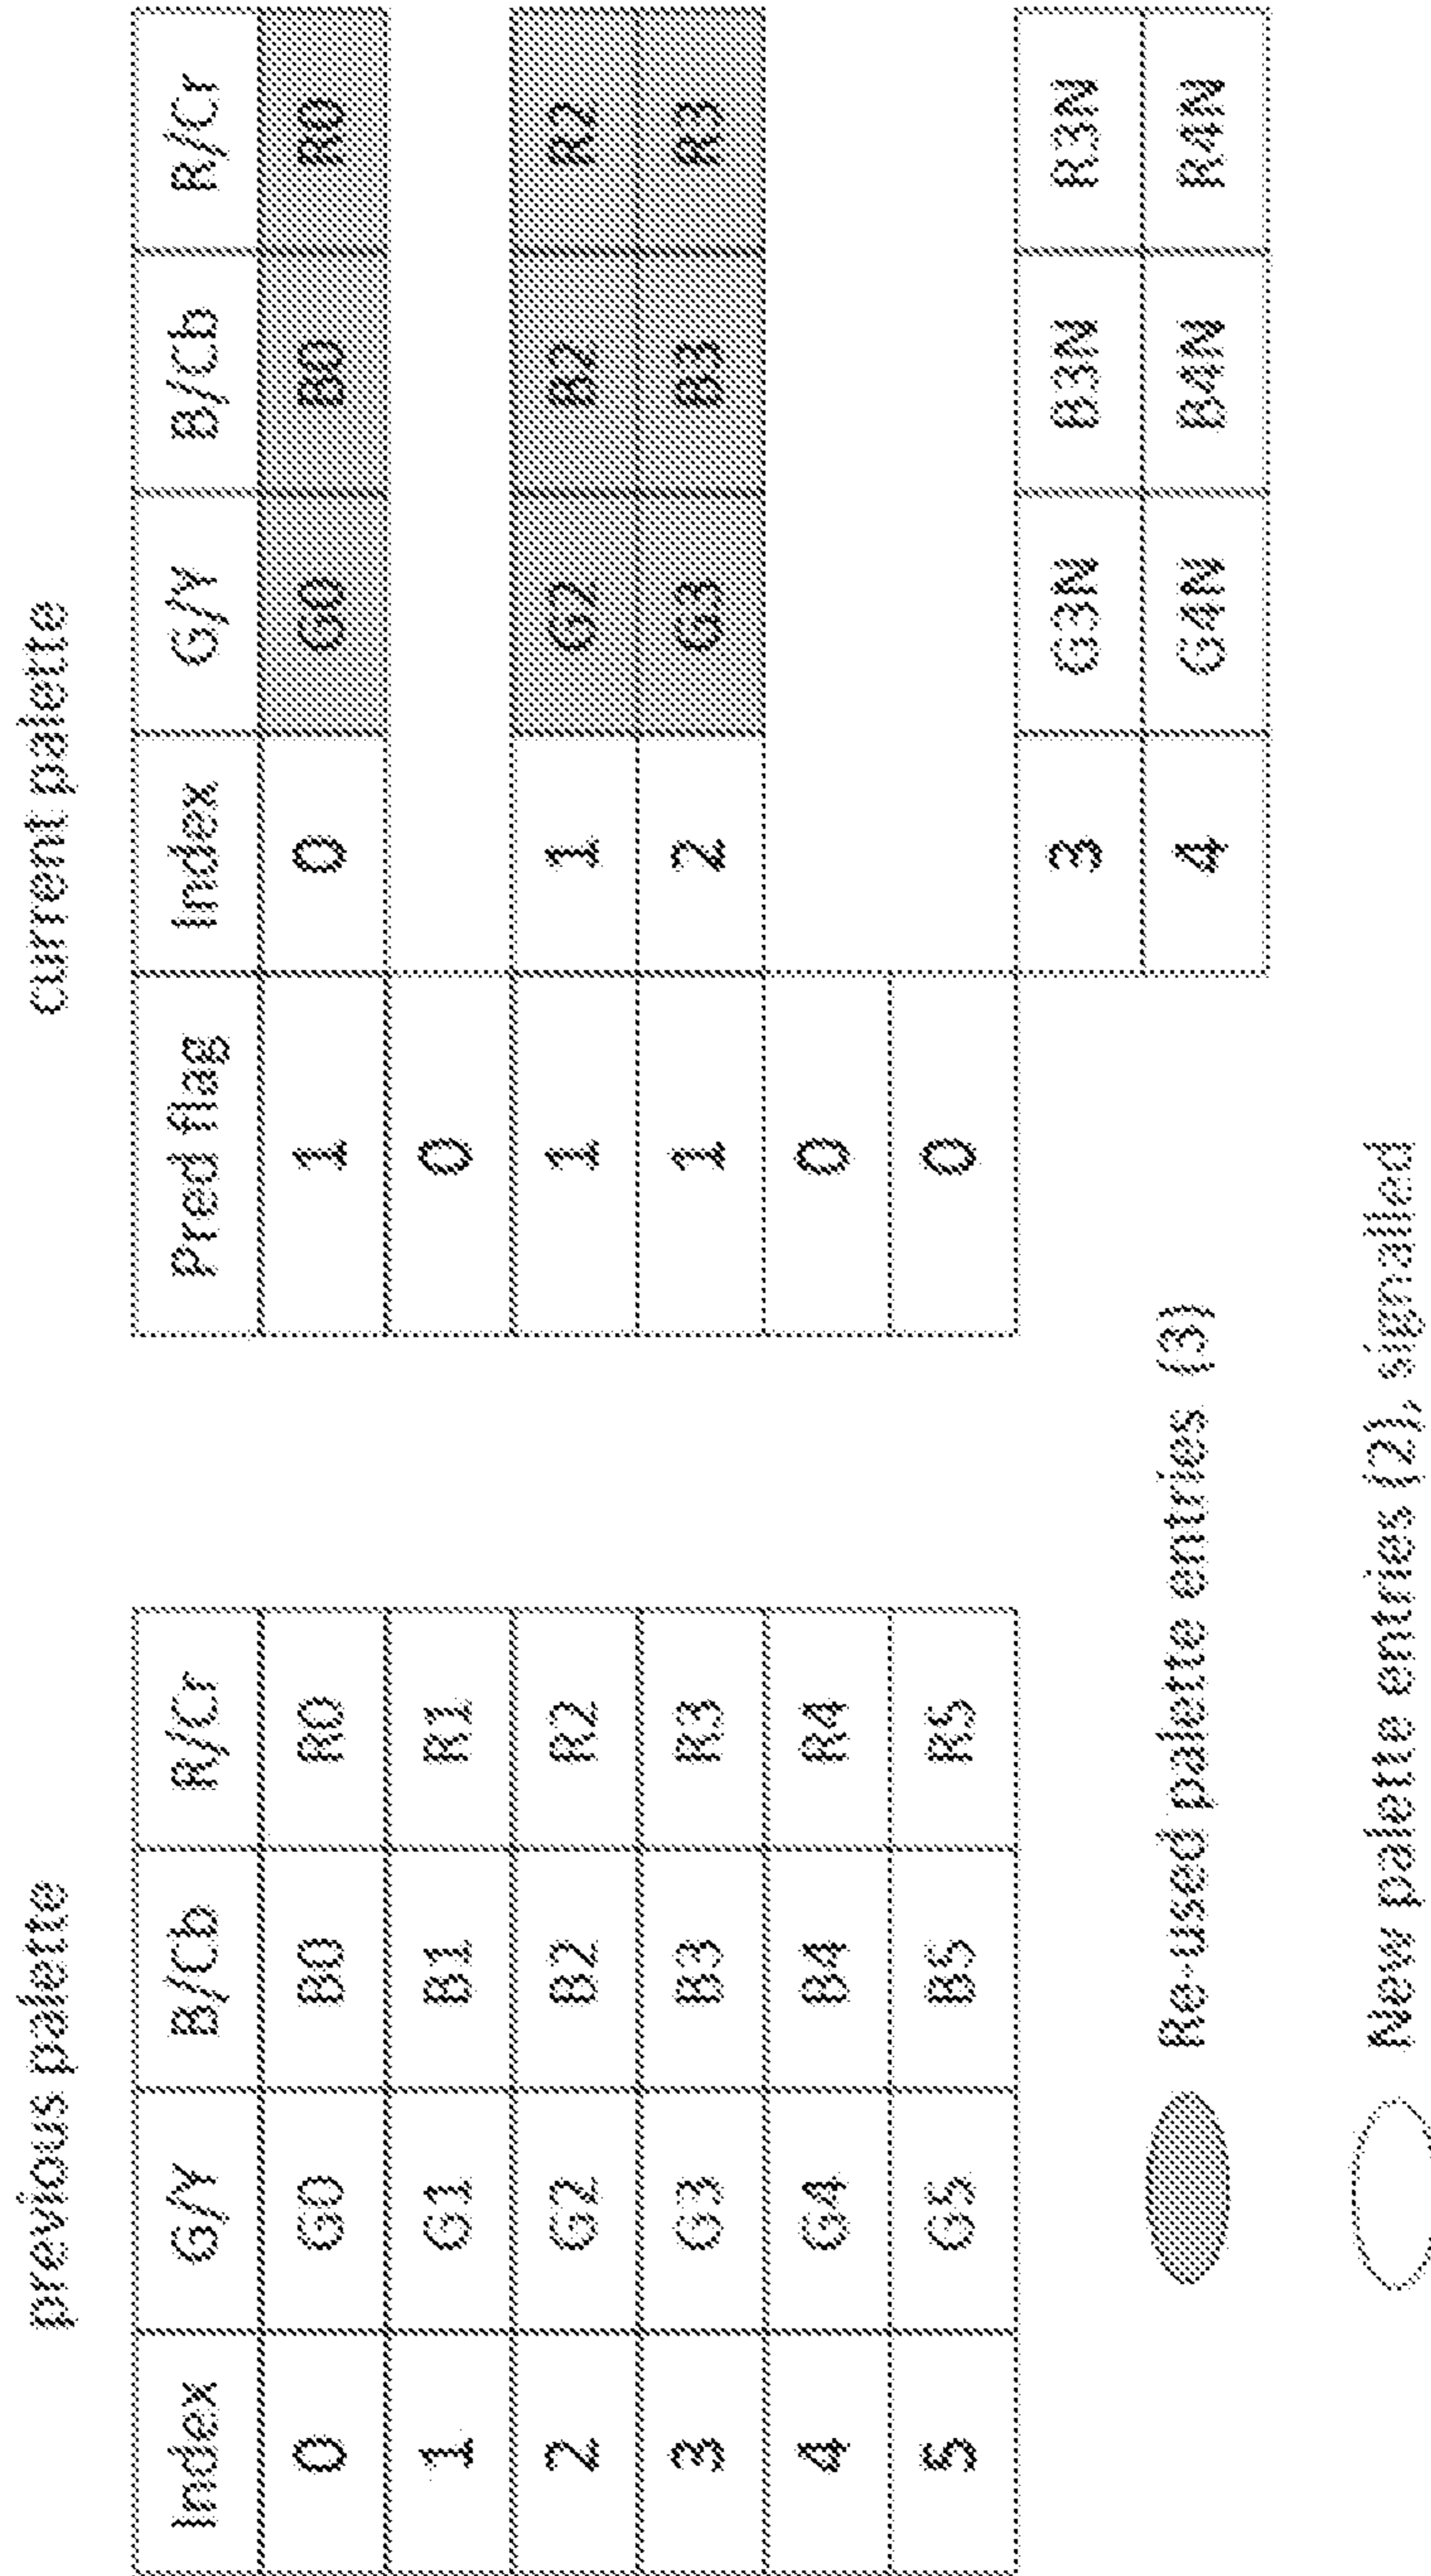 previous palette current palette
Index G/Y B/Cb R/Cr Pred flag Index G/Y B/Cb R/Cr
0 G0 B0 R0 1 0 G0 B0 R0
1 G1 B1 R1 0
2 G2 B2 R2 1 1 G2 B2 R2
3 G3 B3 R3 1 2 G3 B3 R3
4 G4 B4 R4 0
5 G5 B5 R5 0
3 G3N B3N R3N
4 G4N B4N R4N
Re-used palette entries (3)
New palette entries (2), signalled